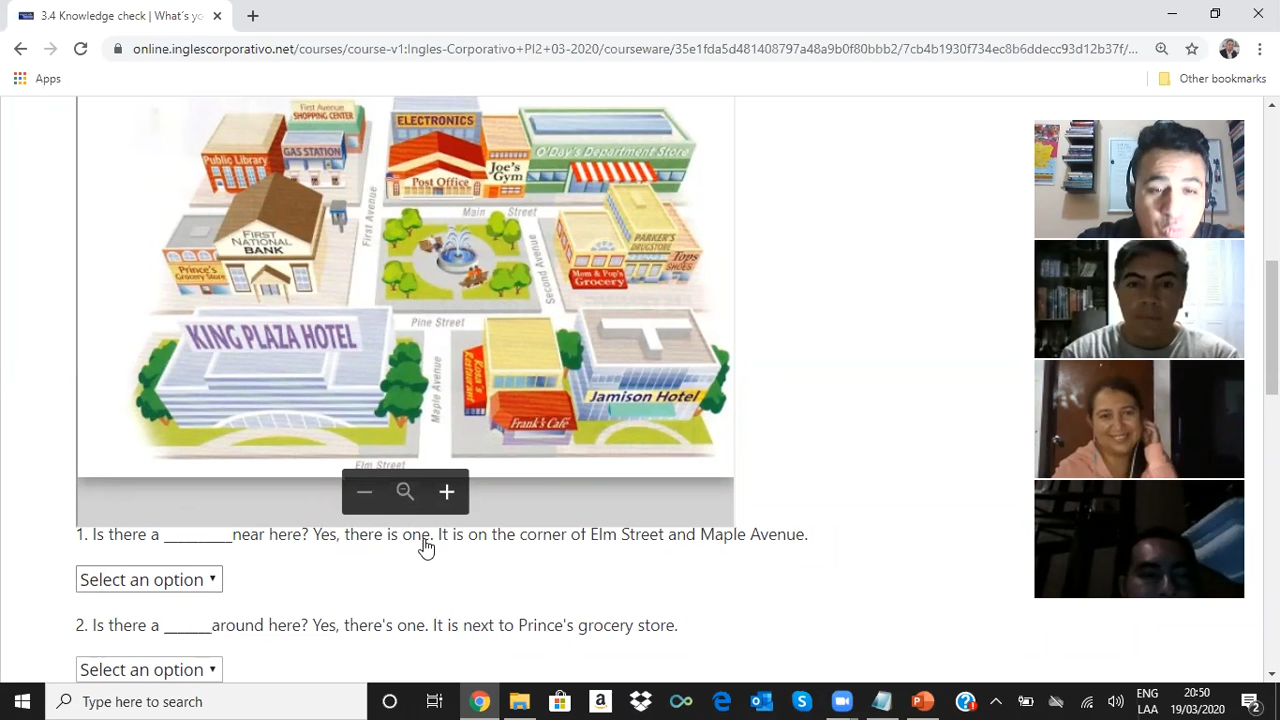 3.4 Knowledge check | What´s yo
online.inglescorporativo.net/courses/course-v1:Ingles-Corporativo+PI2+03-2020/courseware/35e1fda5d481408797a48a9b0f80bbb2/7cb4b1930f734ec8b6ddecc93d12b37f/...
Apps
Other bookmarks
First Avenue
SHOPPING CENTER
ELECTRONICS
GAS STATION
Public Library
O'Day's Department Store
Joe's
Gym
Post Office
Main Street
First Avenue
FIRST
NATIONAL
BANK
Second Avenue
PARKER'S
DRUGSTORE
Tops
SHOES
Prince's
Grocery Store
Mom & Pop's
Grocery
Pine Street
KING PLAZA HOTEL
Rosa's
Restaurant
Maple Avenue
Jamison Hotel
Frank's Café
Elm Street
1. Is there a _________near here? Yes, there is one. It is on the corner of Elm Street and Maple Avenue.
Select an option
2. Is there a ______around here? Yes, there's one. It is next to Prince's grocery store.
Select an option
Type here to search
ENG
LAA
20:50
19/03/2020
2